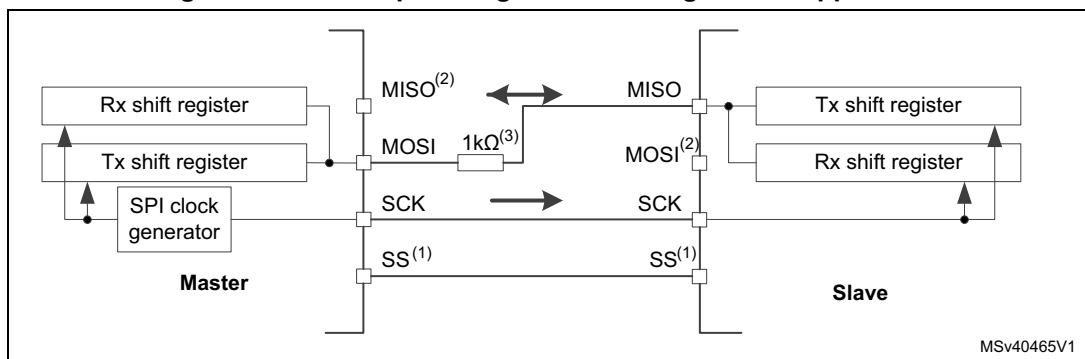 MISO(2)
MISO
Rx shift register
Tx shift register
MOSI
1kΩ(3)
MOSI(2)
Tx shift register
Rx shift register
SPI clock
generator
SCK
SCK
SS(1)
SS(1)
Master
Slave
MSv40465V1